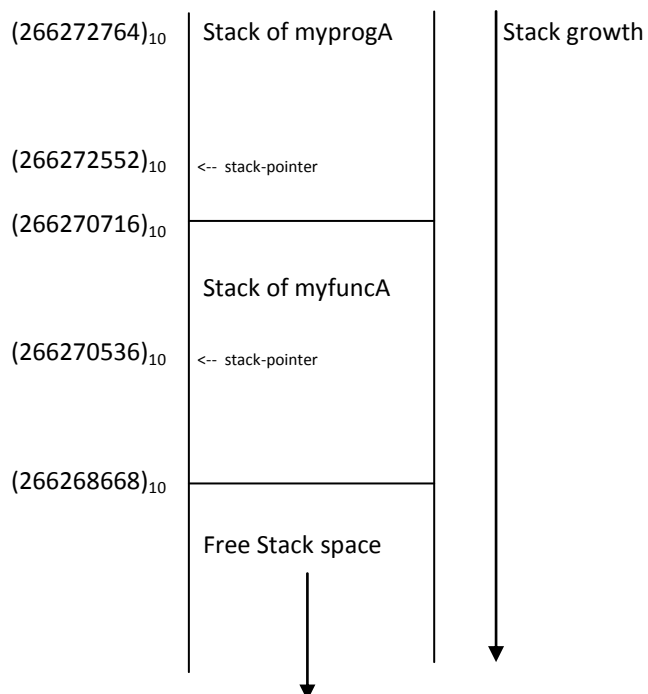 (266272764)₁₀ Stack of myprogA Stack growth
(266272552)₁₀ <-- stack-pointer
(266270716)₁₀
Stack of myfuncA
(266270536)₁₀ <-- stack-pointer
(266268668)₁₀
Free Stack space